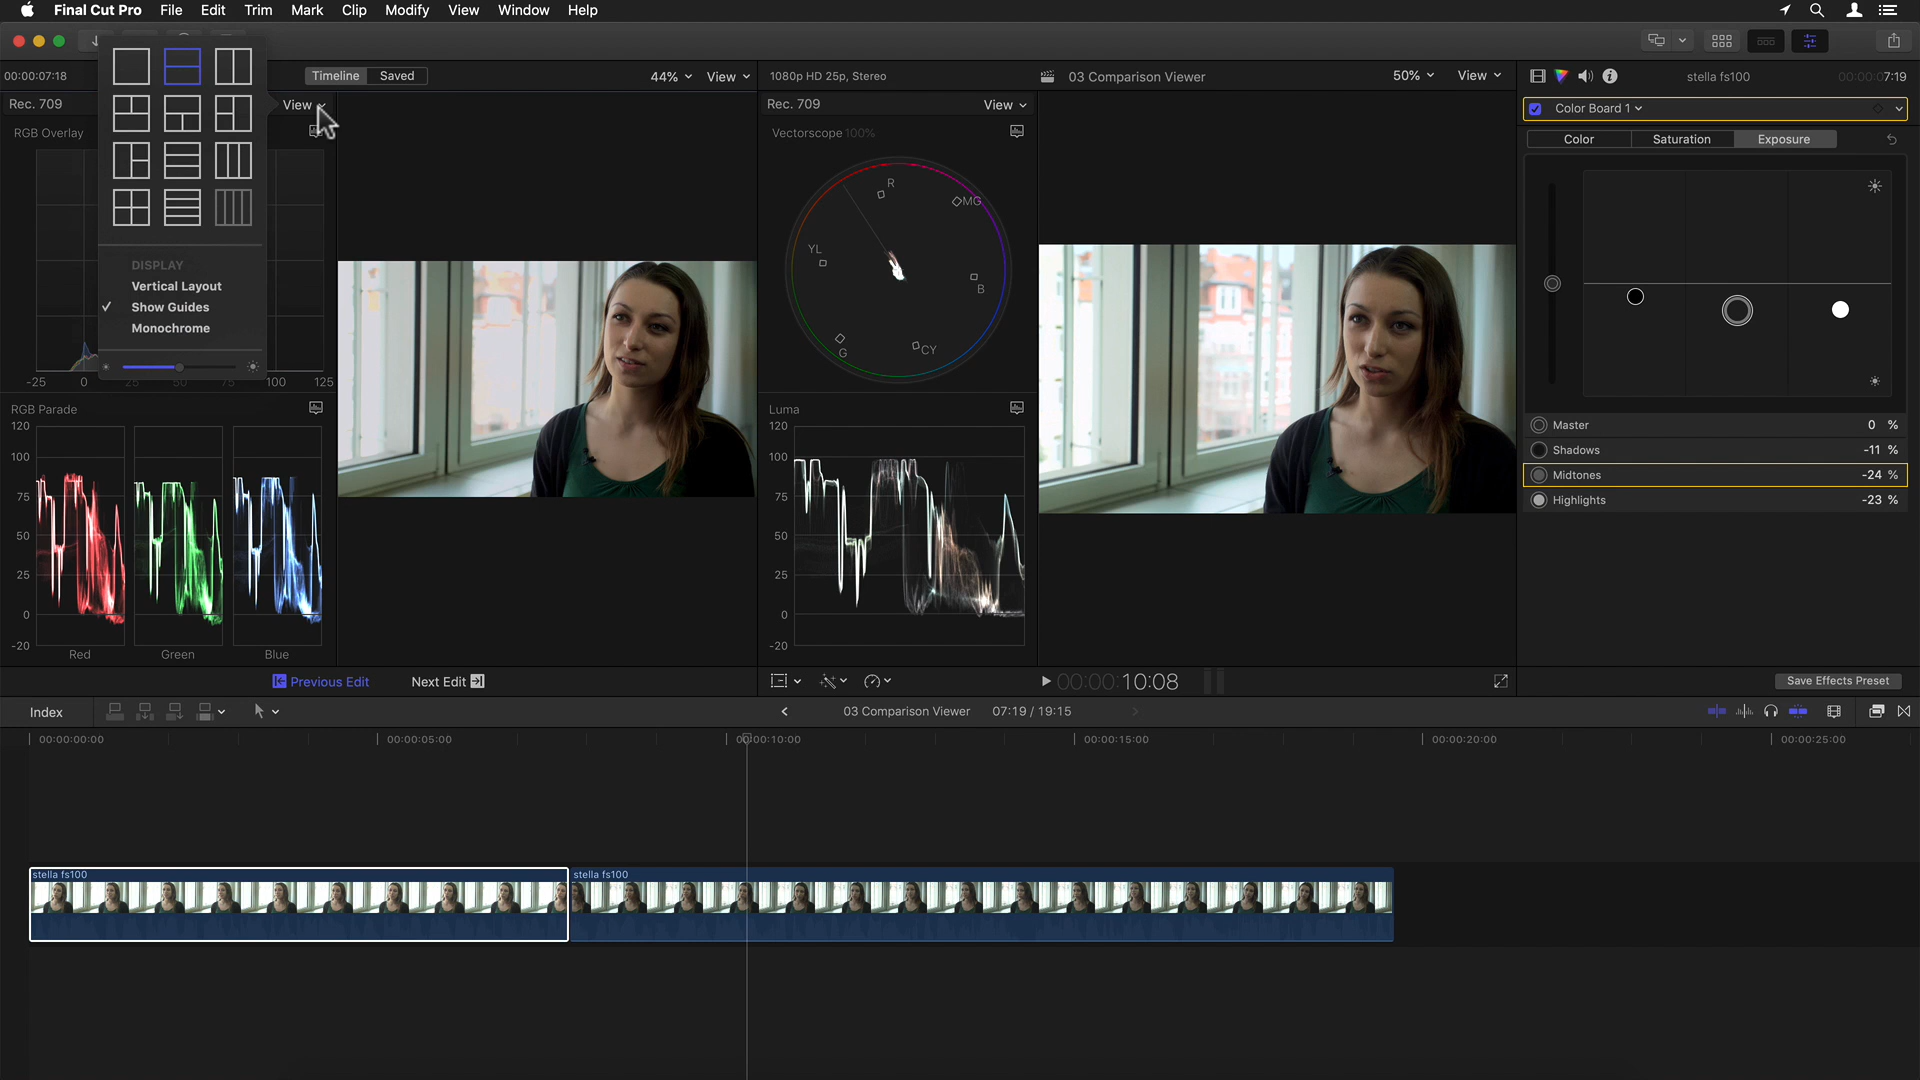 Final Cut Pro File Edit Trim Mark Clip Modify View Window Help
00:00:07:18
Timeline Saved
44% View
1080p HD 25p, Stereo
03 Comparison Viewer
50% View
stella fs100
00:00:07:19
Rec. 709
View
Rec. 709
View
Color Board 1
RGB Overlay
Vectorscope 100%
Color Saturation Exposure
R
MG
YL
B
G
CY
DISPLAY
Vertical Layout
✓ Show Guides
Monochrome
-25 0 25 50 75 100 125
RGB Parade
120
100
75
50
25
0
-20
Red Green Blue
Luma
120
100
75
50
25
0
-20
Master 0 %
Shadows -11 %
Midtones -24 %
Highlights -23 %
Previous Edit Next Edit
00:00:10:08
Save Effects Preset
Index
03 Comparison Viewer 07:19 / 19:15
00:00:00:00 00:00:05:00 00:00:10:00 00:00:15:00 00:00:20:00 00:00:25:00
stella fs100 stella fs100